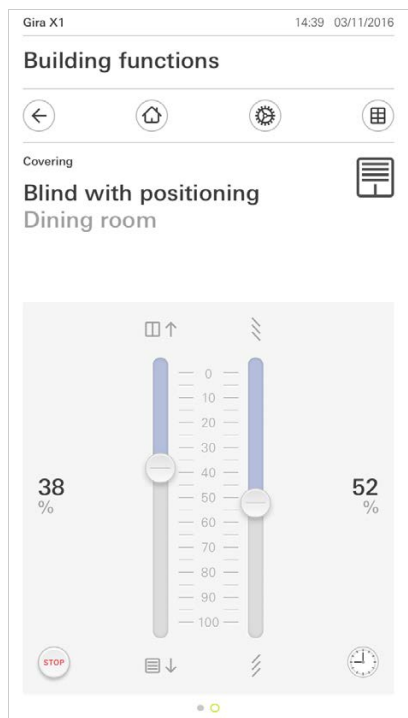 Gira X1 14:39 03/11/2016
Building functions
Covering
Blind with positioning
Dining room
0
10
20
30
38 40 52
% 50 %
60
70
80
90
100
STOP